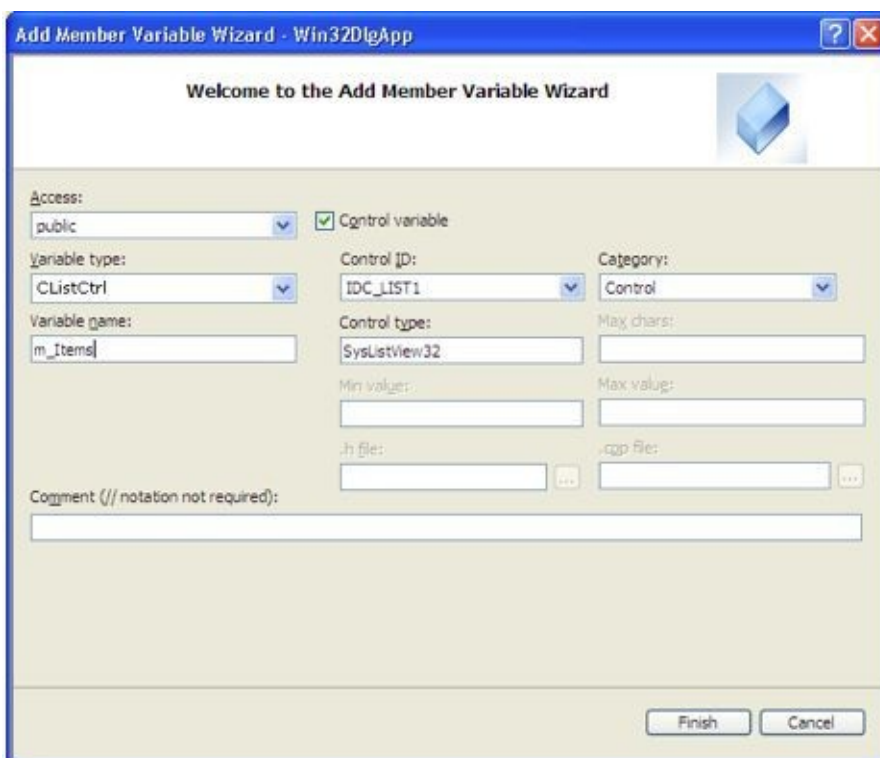 Add Member Variable Wizard - Win32DlgApp
Welcome to the Add Member Variable Wizard
Access:
public
Control variable
Variable type:
Control ID:
Category:
CListCtrl
IDC_LIST1
Control
Variable name:
Control type:
Max chars:
m_Items
SysListView32
Min value:
Max value:
.h file:
.cpp file:
...
...
Comment (// notation not required):
Finish
Cancel